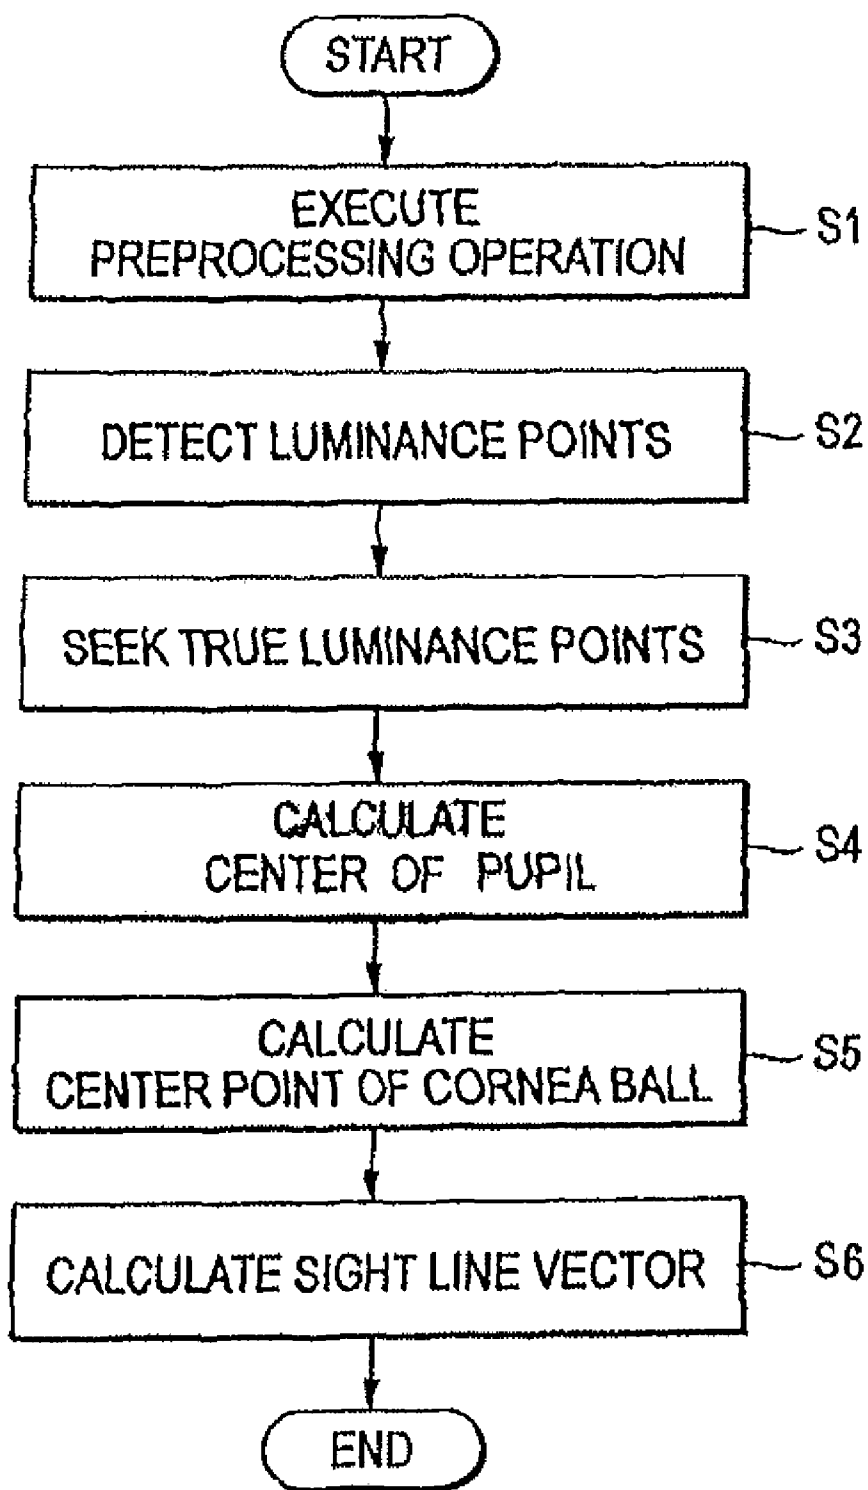 START
EXECUTE
PREPROCESSING OPERATION
S1
DETECT LUMINANCE POINTS
S2
SEEK TRUE LUMINANCE POINTS
S3
CALCULATE
CENTER OF PUPIL
S4
CALCULATE
CENTER POINT OF CORNEA BALL
S5
CALCULATE SIGHT LINE VECTOR
S6
END